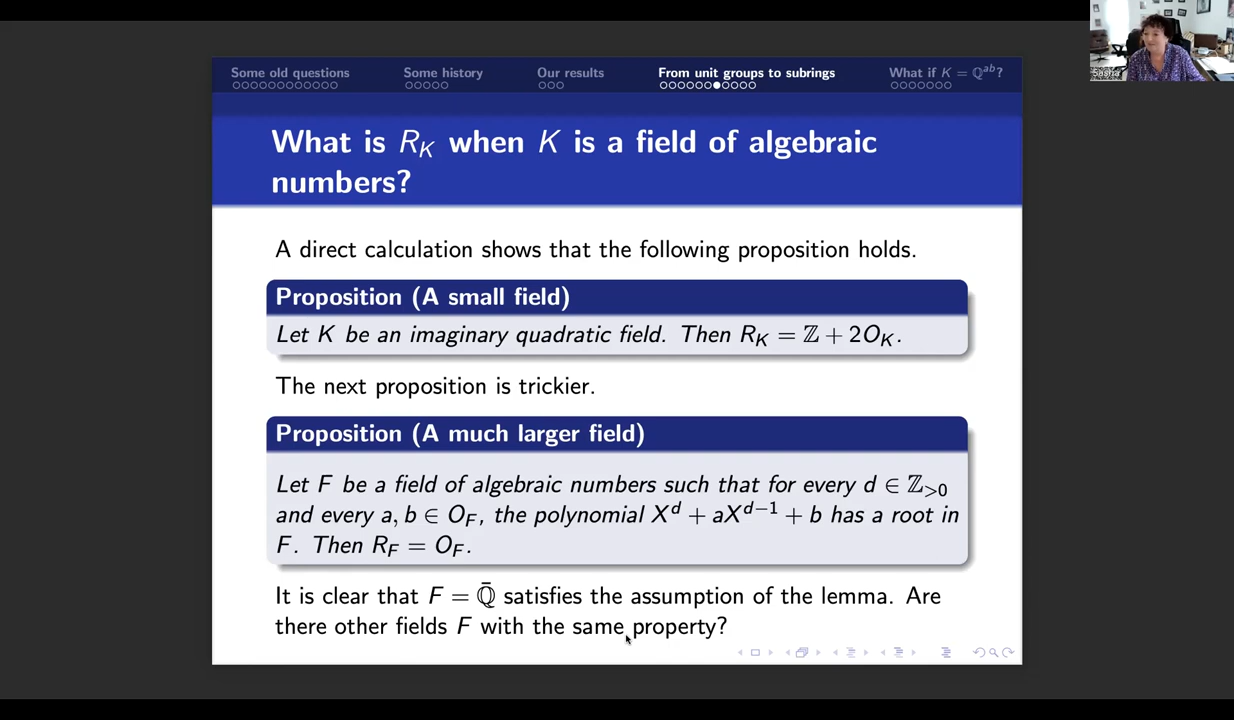 Some old questions Some history Our results From unit groups to subrings What if K = ℚ^{ab}?
What is R_K when K is a field of algebraic
numbers?
A direct calculation shows that the following proposition holds.
Proposition (A small field)
Let K be an imaginary quadratic field. Then R_K = ℤ + 2O_K.
The next proposition is trickier.
Proposition (A much larger field)
Let F be a field of algebraic numbers such that for every d ∈ ℤ_{>0}
and every a, b ∈ O_F, the polynomial X^d + aX^{d−1} + b has a root in
F. Then R_F = O_F.
It is clear that F = ℚ̄ satisfies the assumption of the lemma. Are
there other fields F with the same property?
Sasha